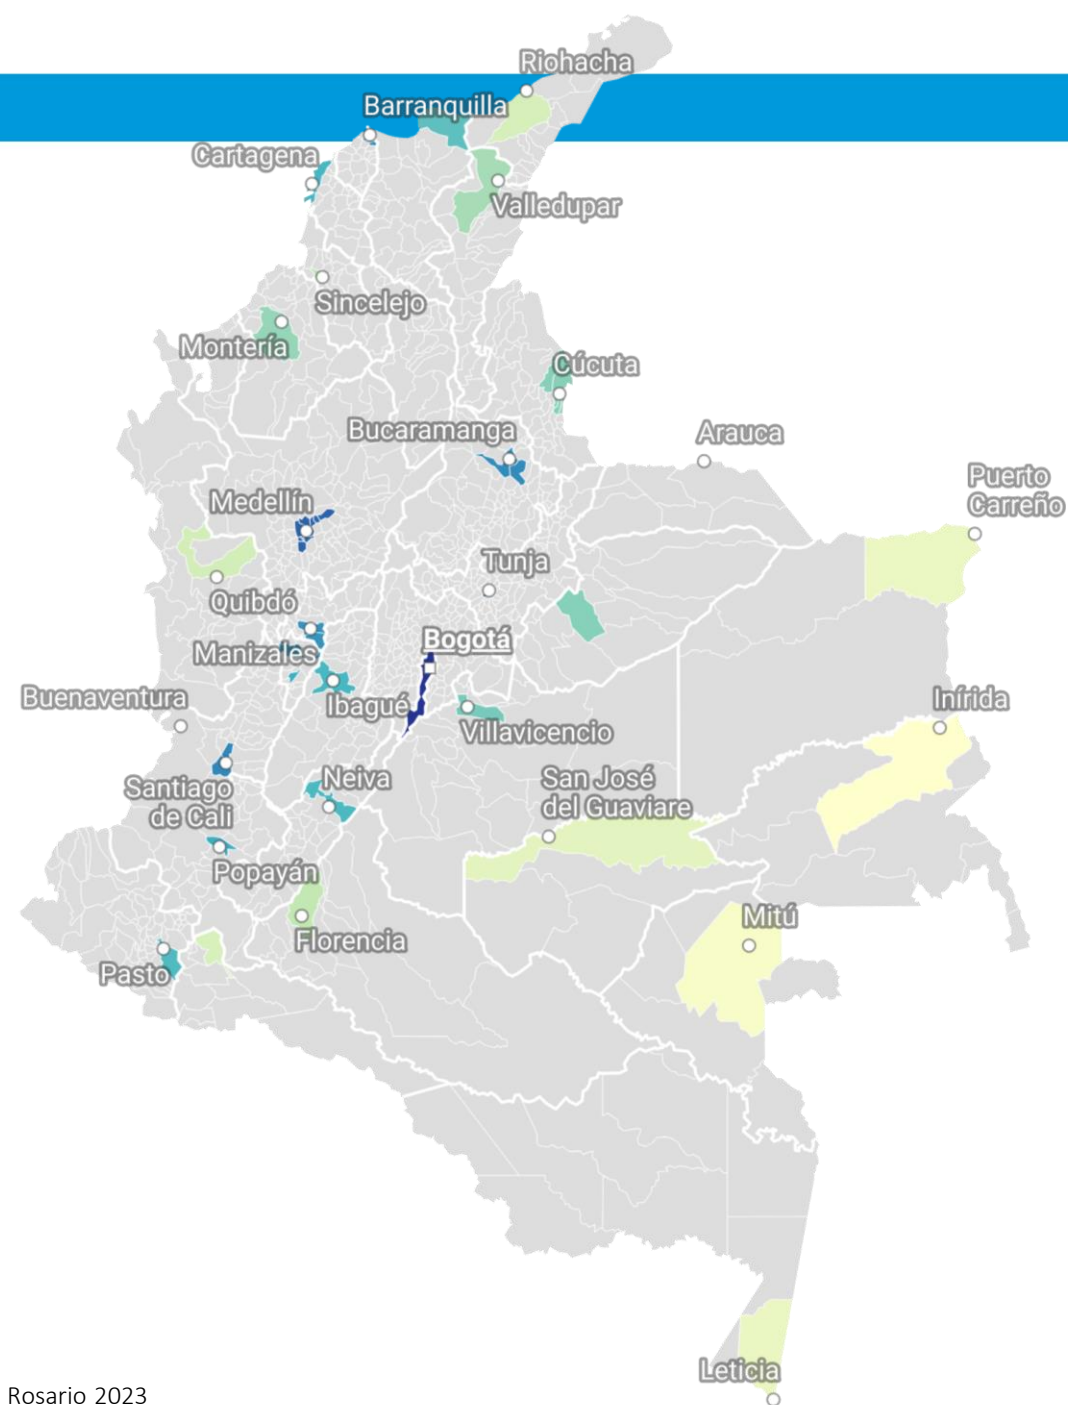 Riohacha
Barranquilla
Cartagena
Valledupar
Sincelejo
Montería
Cúcuta
Bucaramanga
Arauca
Puerto
Carreño
Medellín
Tunja
Quibdó
Bogotá
Manizales
Buenaventura
Ibagué
Inírida
Villavicencio
Neiva
San José
del Guaviare
Santiago
de Cali
Popayán
Mitú
Florencia
Pasto
Leticia
Rosario 2023